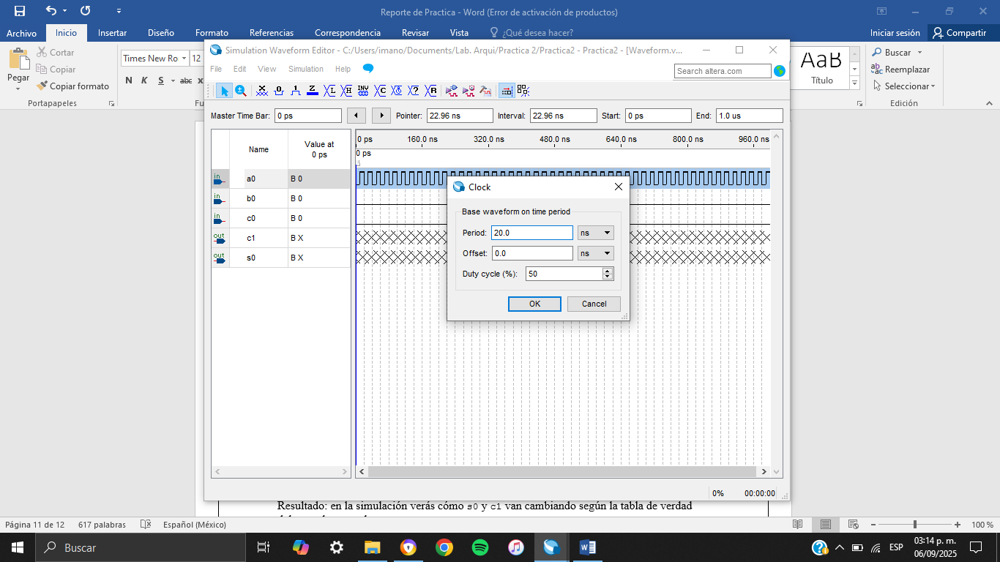 Reporte de Practica - Word (Error de activación de productos)
Archivo Inicio Insertar Diseño Formato Referencias Correspondencia Revisar Vista ¿Qué desea hacer? Iniciar sesión Compartir
Pegar
Cortar
Copiar
Copiar formato
Portapapeles
Times New Ro 12
N K S abc x
Fu
AaB
Título
Buscar
Reemplazar
Seleccionar
Edición
Simulation Waveform Editor - C:/Users/imano/Documents/Lab. Arqui/Practica 2/Practica2 - Practica2 - [Waveform.v...
File Edit View Simulation Help
Search altera.com
Master Time Bar: 0 ps Pointer: 22.96 ns Interval: 22.96 ns Start: 0 ps End: 1.0 us
Name Value at
0 ps
0 ps 160.0 ns 320.0 ns 480.0 ns 640.0 ns 800.0 ns 960.0 ns
0 ps
in a0 B 0
in b0 B 0
in c0 B 0
out c1 B X
out s0 B X
Clock
Base waveform on time period
Period: 20.0 ns
Offset: 0.0 ns
Duty cycle (%): 50
OK Cancel
0% 00:00:00
Resultado: en la simulación verás cómo s0 y c1 van cambiando según la tabla de verdad
Página 11 de 12 617 palabras Español (México) 100 %
Buscar
ESP
03:14 p. m.
06/09/2025